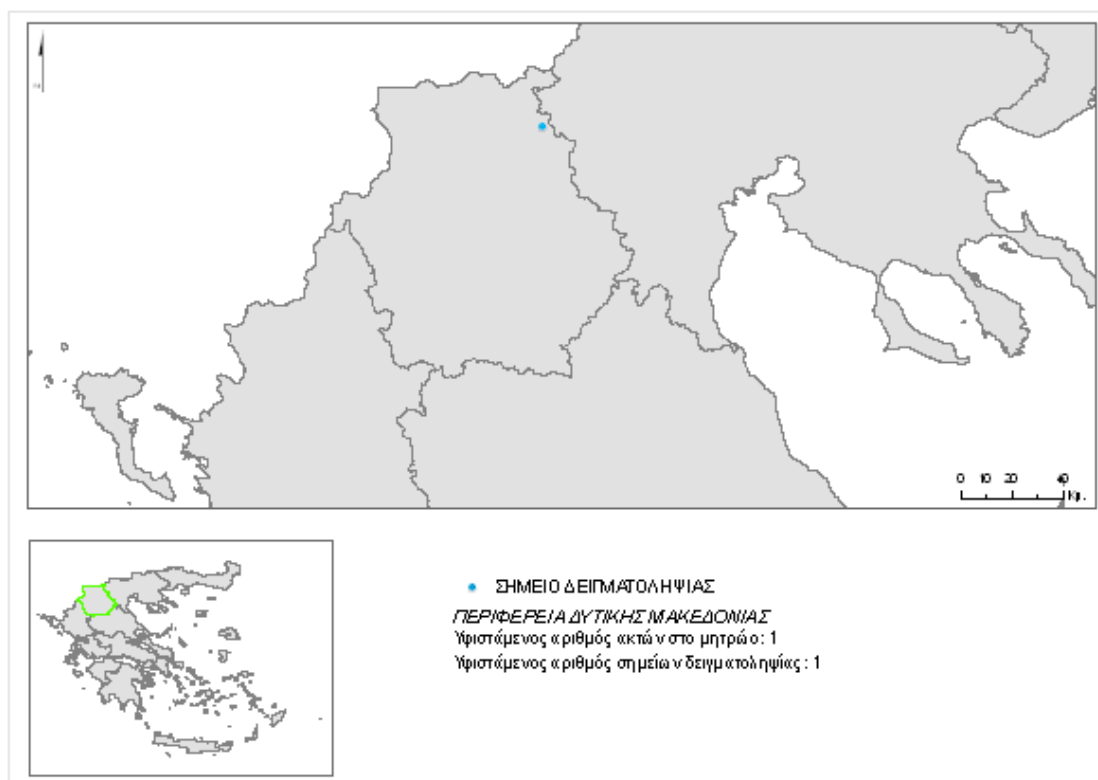 0 10 20 40
Χμ.
ΣΗΜΕΙΟ ΔΕΙΓΜΑΤΟΛΗΨΙΑΣ
ΠΕΡΙΦΕΡΕΙΑ ΔΥΤΙΚΗΣ ΜΑΚΕΔΟΝΙΑΣ
Υφιστάμενος αριθμός ακτών στο μητρώο: 1
Υφιστάμενος αριθμός σημείων δειγματοληψίας: 1